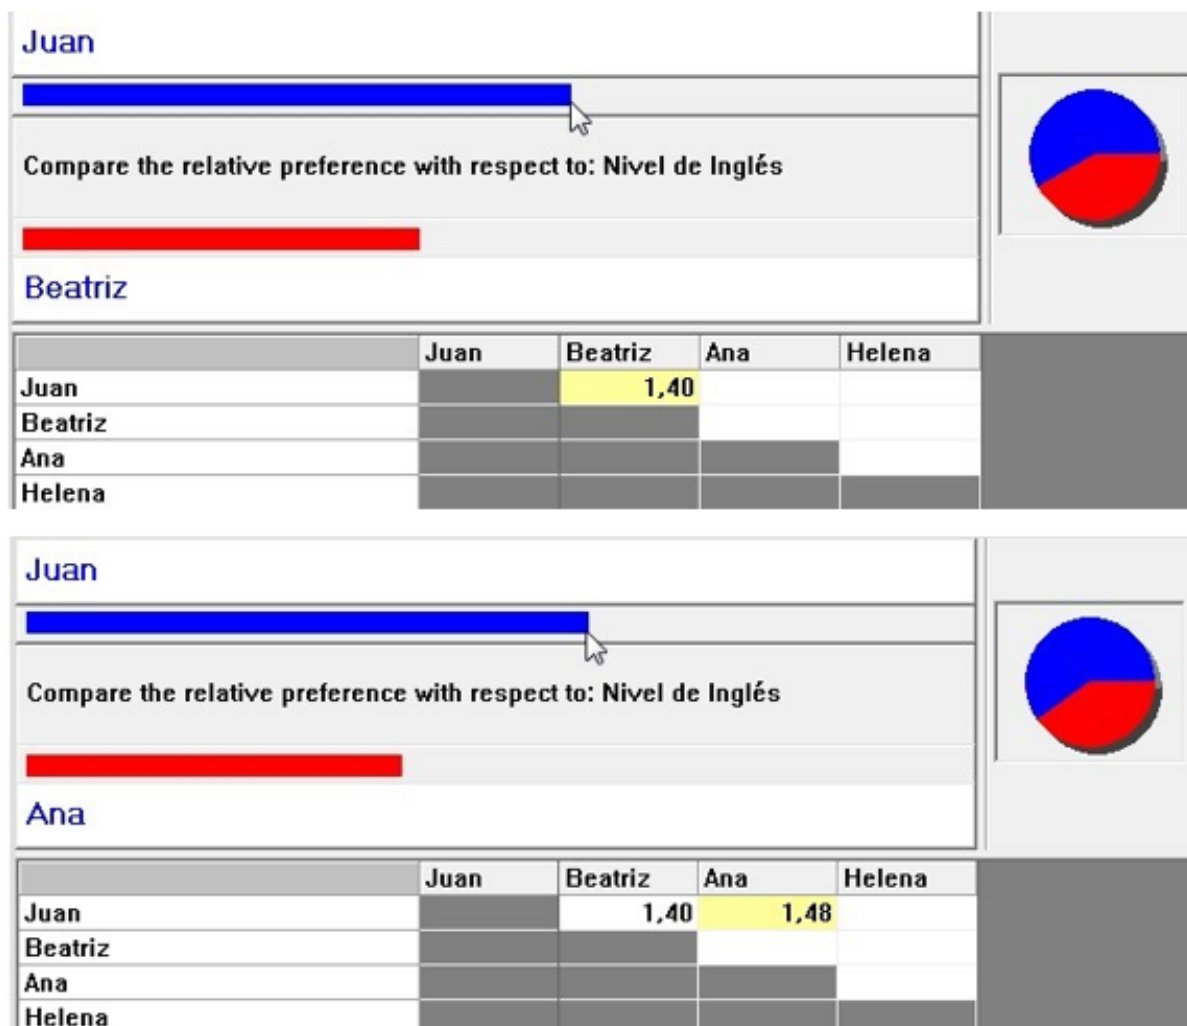 Juan
Compare the relative preference with respect to: Nivel de Inglés
Beatriz
Juan Beatriz Ana Helena
Juan 1,40
Beatriz
Ana
Helena
Juan
Compare the relative preference with respect to: Nivel de Inglés
Ana
Juan Beatriz Ana Helena
Juan 1,40 1,48
Beatriz
Ana
Helena